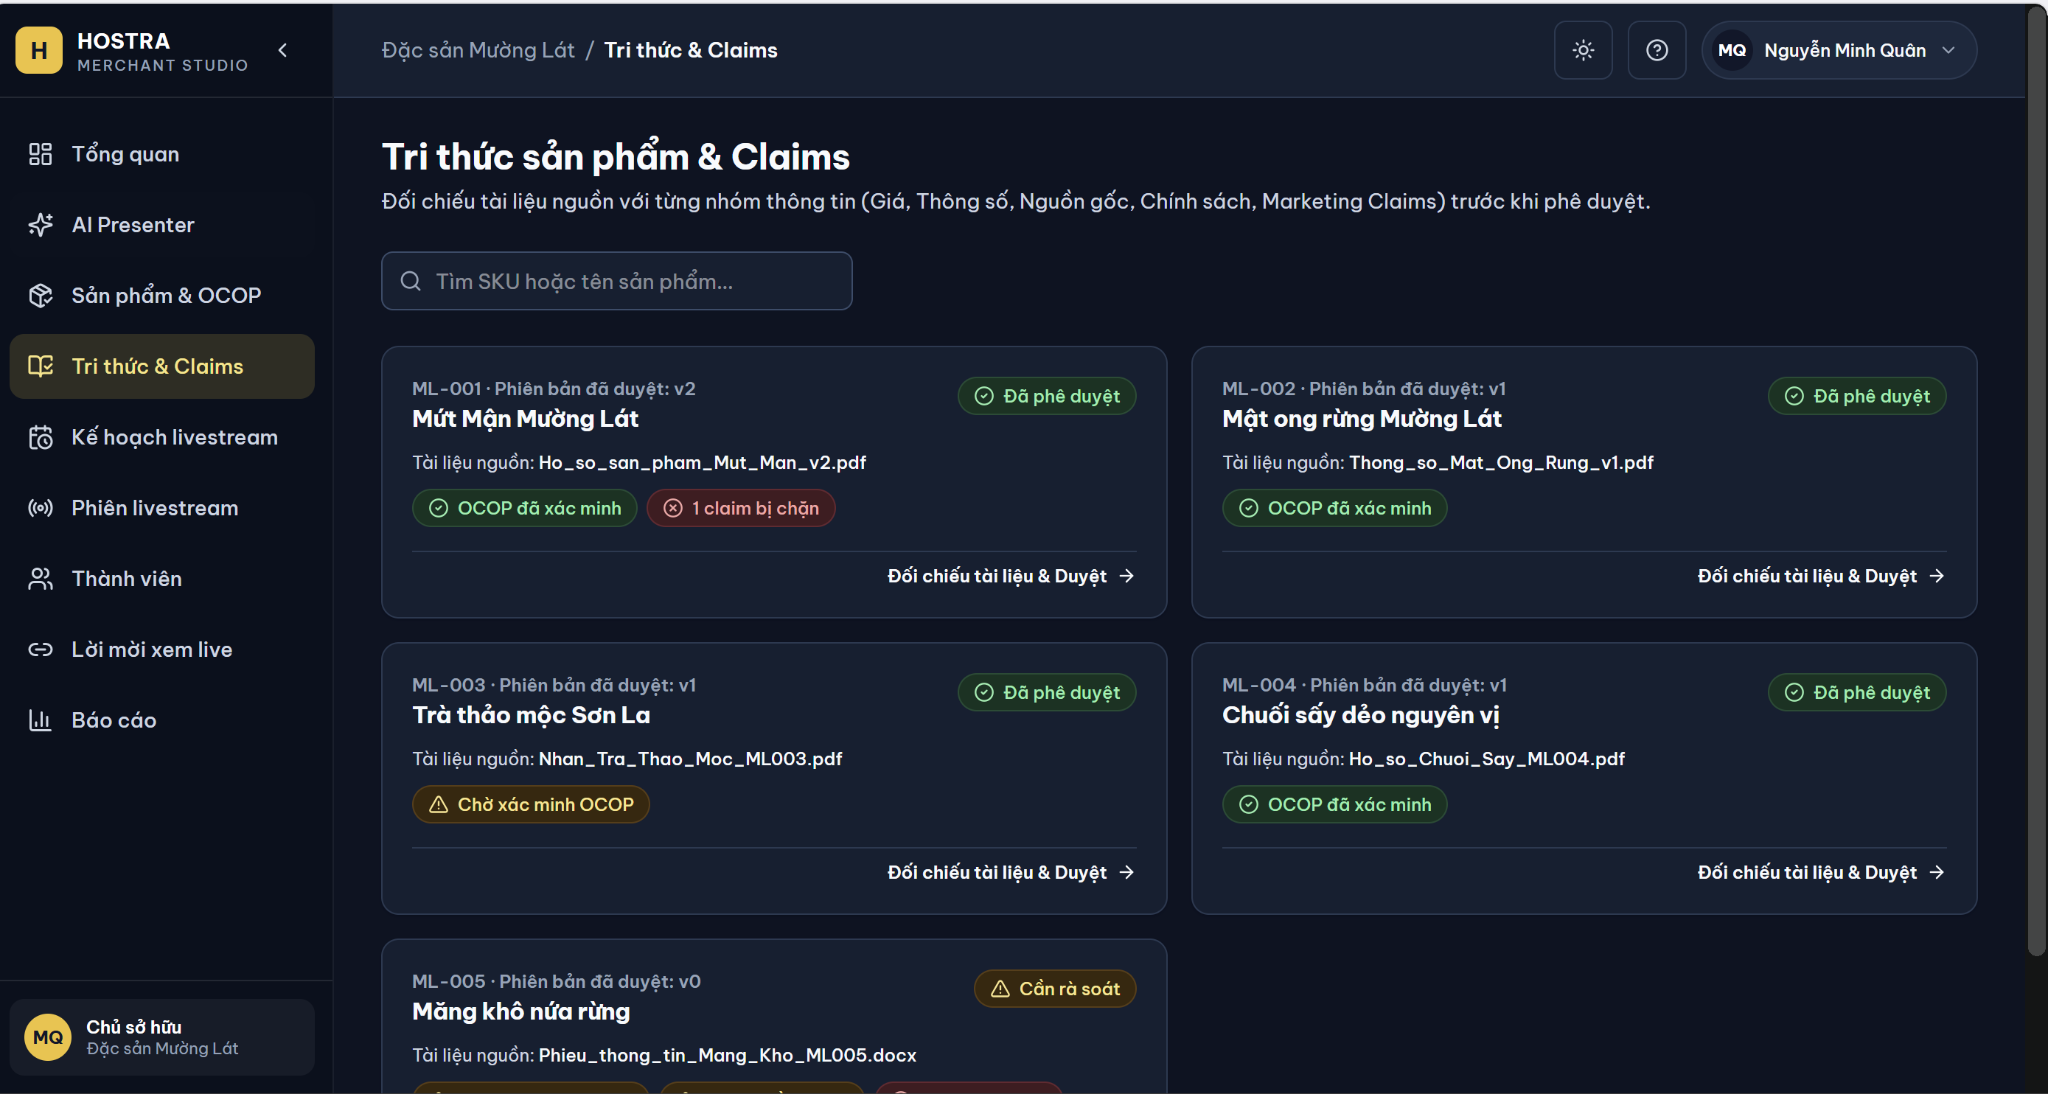 H
HOSTRA
MERCHANT STUDIO
Đặc sản Mường Lát / Tri thức & Claims
MQ Nguyễn Minh Quân
Tổng quan
AI Presenter
Sản phẩm & OCOP
Tri thức & Claims
Kế hoạch livestream
Phiên livestream
Thành viên
Lời mời xem live
Báo cáo
MQ
Chủ sở hữu
Đặc sản Mường Lát
Tri thức sản phẩm & Claims
Đối chiếu tài liệu nguồn với từng nhóm thông tin (Giá, Thông số, Nguồn gốc, Chính sách, Marketing Claims) trước khi phê duyệt.
Tìm SKU hoặc tên sản phẩm...
ML-001 · Phiên bản đã duyệt: v2
Đã phê duyệt
Mứt Mận Mường Lát
Tài liệu nguồn: Ho_so_san_pham_Mut_Man_v2.pdf
OCOP đã xác minh
1 claim bị chặn
Đối chiếu tài liệu & Duyệt
ML-002 · Phiên bản đã duyệt: v1
Đã phê duyệt
Mật ong rừng Mường Lát
Tài liệu nguồn: Thong_so_Mat_Ong_Rung_v1.pdf
OCOP đã xác minh
Đối chiếu tài liệu & Duyệt
ML-003 · Phiên bản đã duyệt: v1
Đã phê duyệt
Trà thảo mộc Sơn La
Tài liệu nguồn: Nhan_Tra_Thao_Moc_ML003.pdf
Chờ xác minh OCOP
Đối chiếu tài liệu & Duyệt
ML-004 · Phiên bản đã duyệt: v1
Đã phê duyệt
Chuối sấy dẻo nguyên vị
Tài liệu nguồn: Ho_so_Chuoi_Say_ML004.pdf
OCOP đã xác minh
Đối chiếu tài liệu & Duyệt
ML-005 · Phiên bản đã duyệt: v0
Cần rà soát
Măng khô nứa rừng
Tài liệu nguồn: Phieu_thong_tin_Mang_Kho_ML005.docx